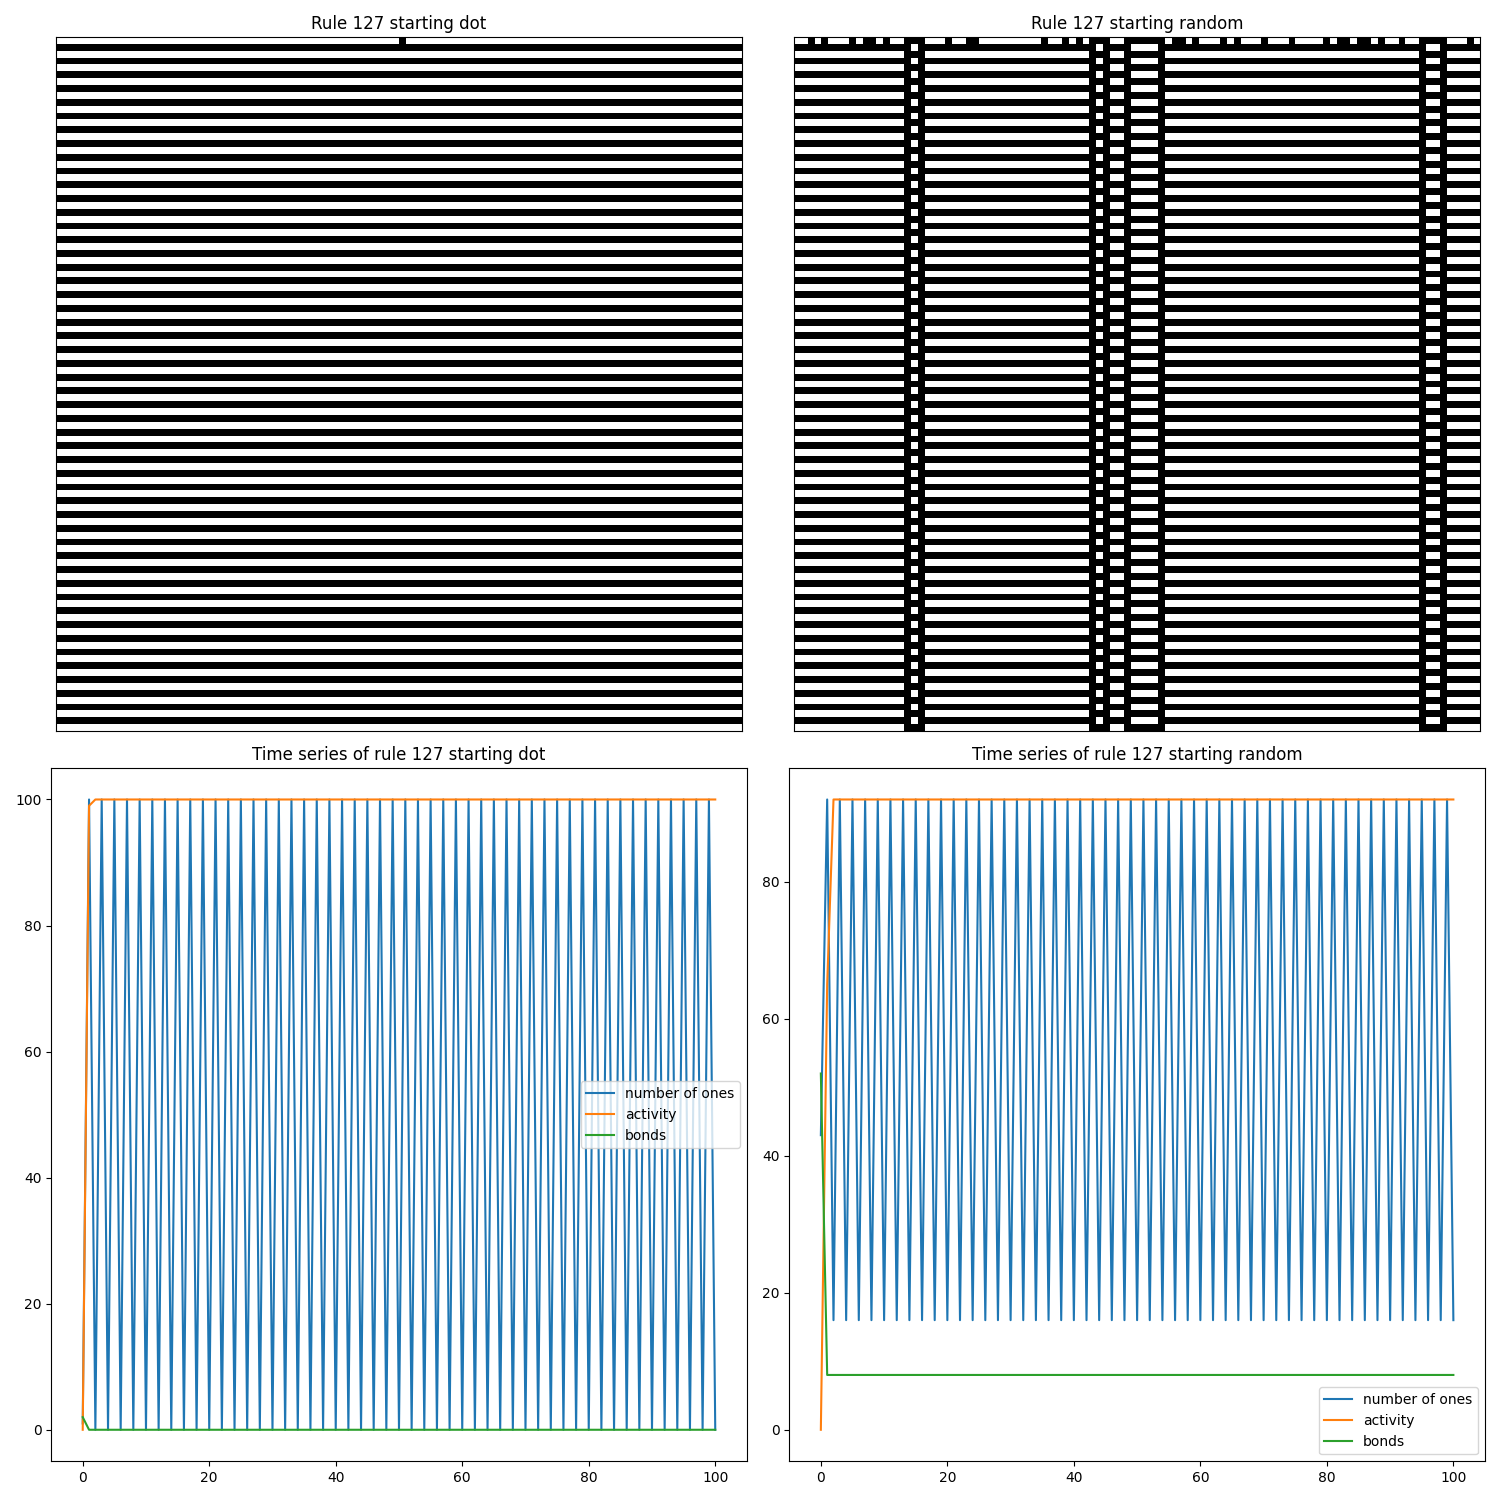 Rule 127 starting dot
Rule 127 starting random
Time series of rule 127 starting dot
100
80
60
40
20
0
number of ones
activity
bonds
0 20 40 60 80 100
Time series of rule 127 starting random
80
60
40
20
0
number of ones
activity
bonds
0 20 40 60 80 100